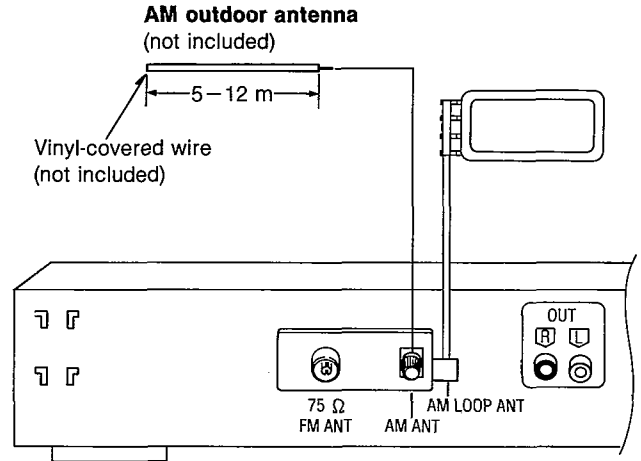 AM outdoor antenna
(not included)
5–12 m
Vinyl-covered wire
(not included)
OUT
R L
75 Ω
FM ANT
AM ANT
AM LOOP ANT